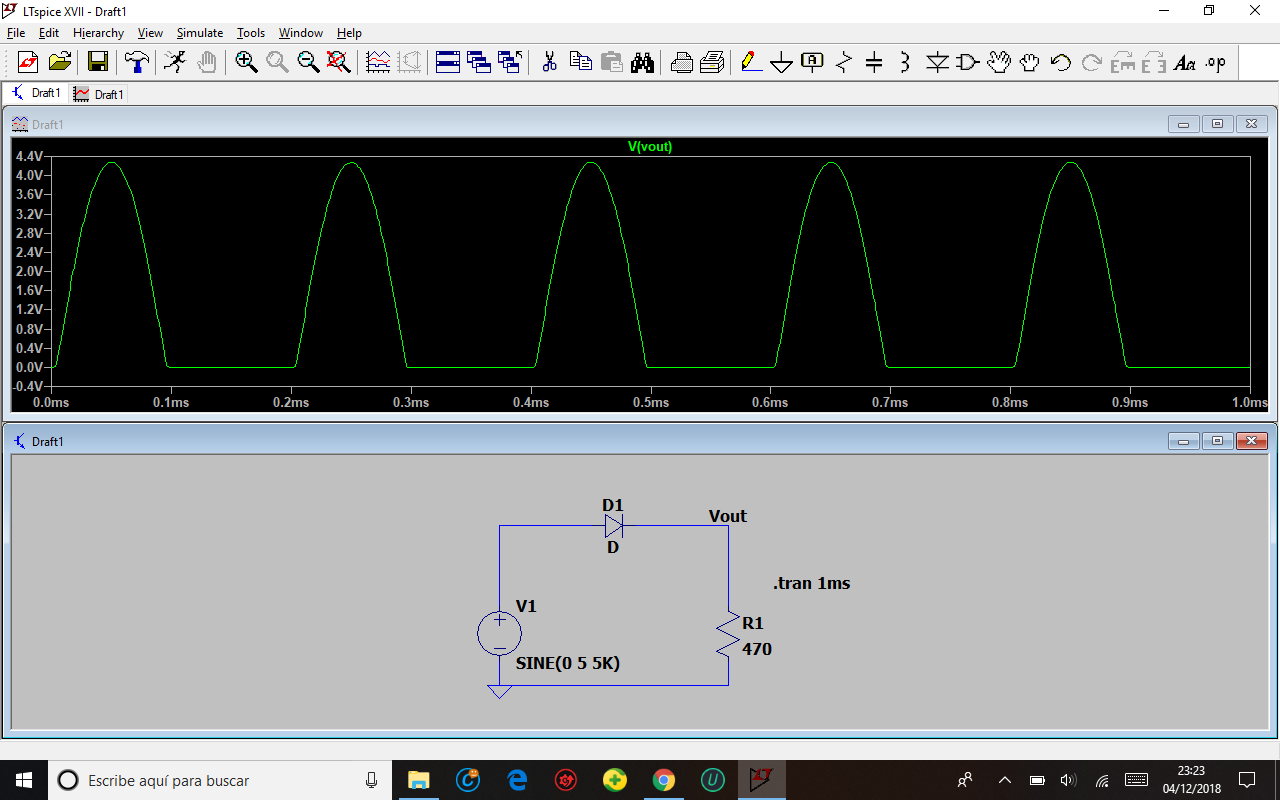 LTspice XVII - Draft1
File Edit Hierarchy View Simulate Tools Window Help
A Aa .op
Draft1 Draft1
Draft1
V(vout)
4.4V
4.0V
3.6V
3.2V
2.8V
2.4V
2.0V
1.6V
1.2V
0.8V
0.4V
0.0V
-0.4V
0.0ms 0.1ms 0.2ms 0.3ms 0.4ms 0.5ms 0.6ms 0.7ms 0.8ms 0.9ms 1.0ms
Draft1
D1
Vout
D
.tran 1ms
V1
R1
470
SINE(0 5 5K)
Escribe aquí para buscar
23:23
04/12/2018